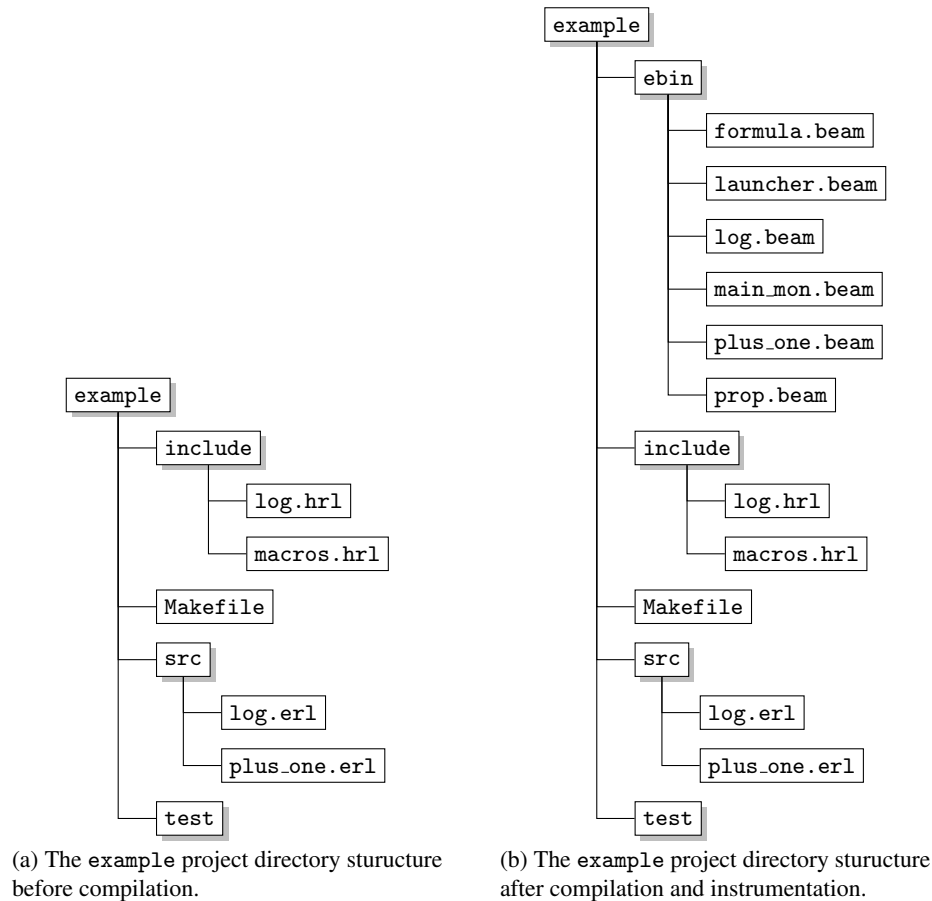 example
include
log.hrl
macros.hrl
Makefile
src
log.erl
plus_one.erl
test
(a) The example project directory sturucture
before compilation.
example
ebin
formula.beam
launcher.beam
log.beam
main_mon.beam
plus_one.beam
prop.beam
include
log.hrl
macros.hrl
Makefile
src
log.erl
plus_one.erl
test
(b) The example project directory sturucture
after compilation and instrumentation.